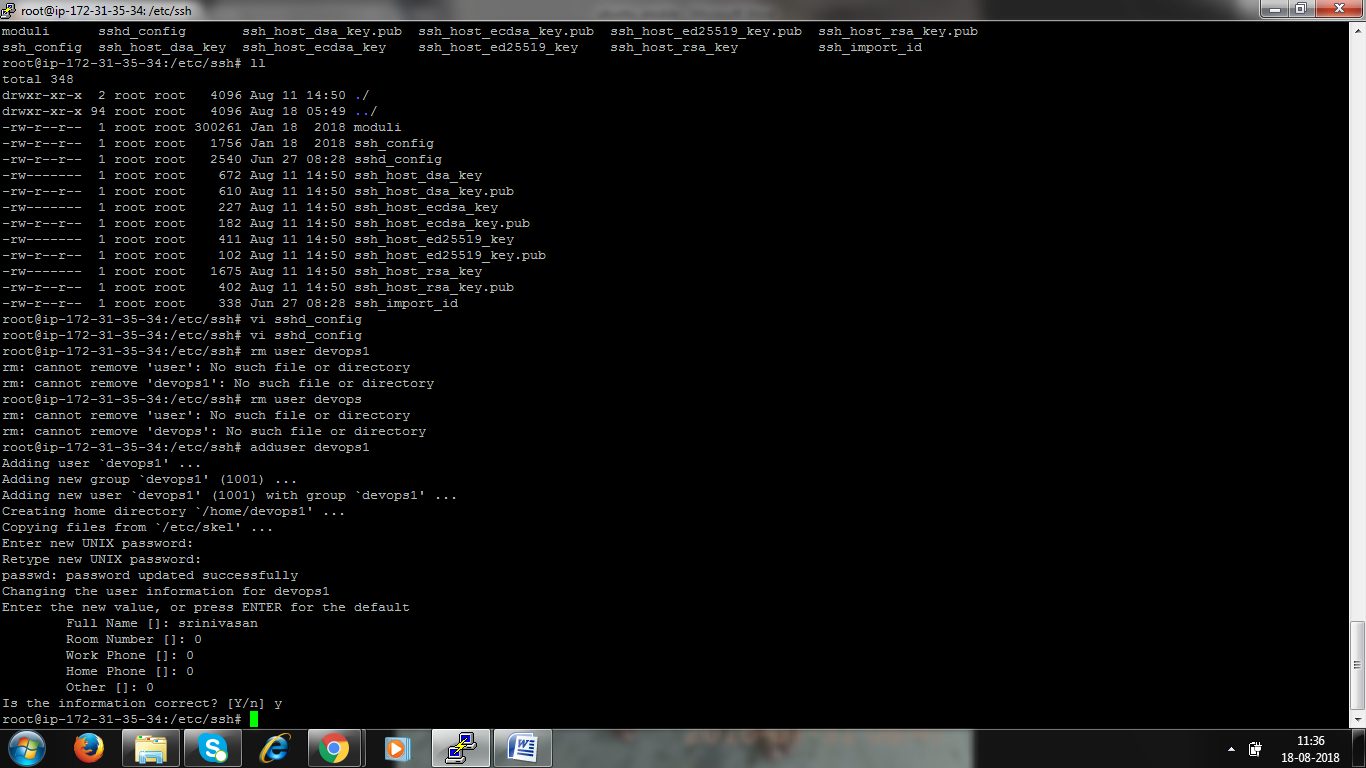 root@ip-172-31-35-34: /etc/ssh
moduli      sshd_config       ssh_host_dsa_key.pub  ssh_host_ecdsa_key.pub  ssh_host_ed25519_key.pub  ssh_host_rsa_key.pub
ssh_config  ssh_host_dsa_key  ssh_host_ecdsa_key    ssh_host_ed25519_key    ssh_host_rsa_key          ssh_import_id
root@ip-172-31-35-34:/etc/ssh# ll
total 348
drwxr-xr-x  2 root root   4096 Aug 11 14:50 ./
drwxr-xr-x 94 root root   4096 Aug 18 05:49 ../
-rw-r--r--  1 root root 300261 Jan 18  2018 moduli
-rw-r--r--  1 root root   1756 Jan 18  2018 ssh_config
-rw-r--r--  1 root root   2540 Jun 27 08:28 sshd_config
-rw-------  1 root root    672 Aug 11 14:50 ssh_host_dsa_key
-rw-r--r--  1 root root    610 Aug 11 14:50 ssh_host_dsa_key.pub
-rw-------  1 root root    227 Aug 11 14:50 ssh_host_ecdsa_key
-rw-r--r--  1 root root    182 Aug 11 14:50 ssh_host_ecdsa_key.pub
-rw-------  1 root root    411 Aug 11 14:50 ssh_host_ed25519_key
-rw-r--r--  1 root root    102 Aug 11 14:50 ssh_host_ed25519_key.pub
-rw-------  1 root root   1675 Aug 11 14:50 ssh_host_rsa_key
-rw-r--r--  1 root root    402 Aug 11 14:50 ssh_host_rsa_key.pub
-rw-r--r--  1 root root    338 Jun 27 08:28 ssh_import_id
root@ip-172-31-35-34:/etc/ssh# vi sshd_config
root@ip-172-31-35-34:/etc/ssh# vi sshd_config
root@ip-172-31-35-34:/etc/ssh# rm user devops1
rm: cannot remove 'user': No such file or directory
rm: cannot remove 'devops1': No such file or directory
root@ip-172-31-35-34:/etc/ssh# rm user devops
rm: cannot remove 'user': No such file or directory
rm: cannot remove 'devops': No such file or directory
root@ip-172-31-35-34:/etc/ssh# adduser devops1
Adding user `devops1' ...
Adding new group `devops1' (1001) ...
Adding new user `devops1' (1001) with group `devops1' ...
Creating home directory `/home/devops1' ...
Copying files from `/etc/skel' ...
Enter new UNIX password:
Retype new UNIX password:
passwd: password updated successfully
Changing the user information for devops1
Enter the new value, or press ENTER for the default
        Full Name []: srinivasan
        Room Number []: 0
        Work Phone []: 0
        Home Phone []: 0
        Other []: 0
Is the information correct? [Y/n] y
root@ip-172-31-35-34:/etc/ssh#
11:36
18-08-2018